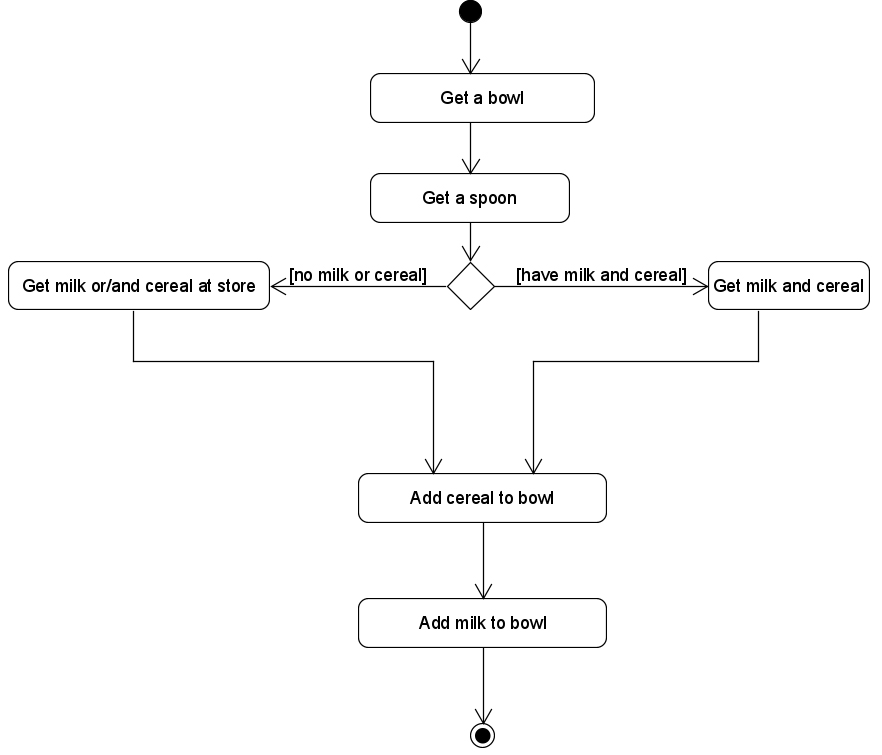 Get a bowl
Get a spoon
[no milk or cereal]
[have milk and cereal]
Get milk or/and cereal at store
Get milk and cereal
Add cereal to bowl
Add milk to bowl